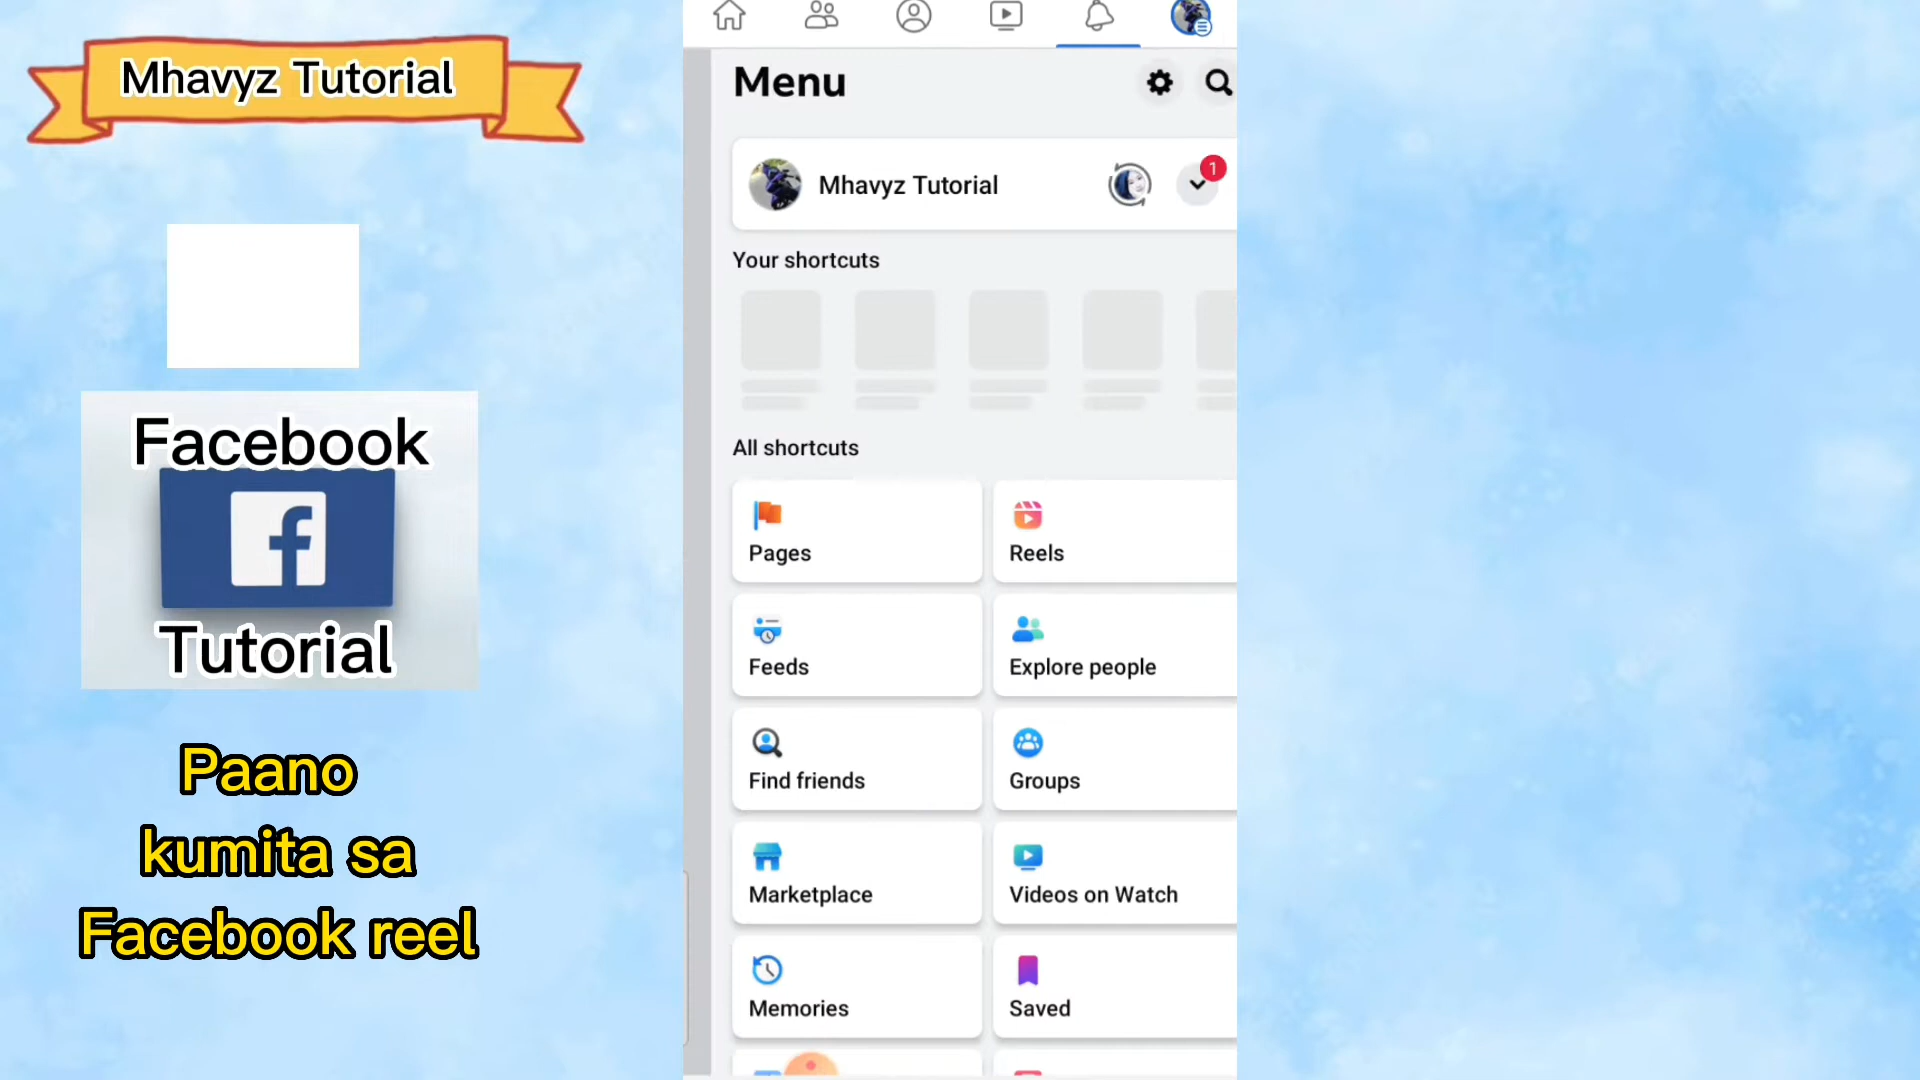 Mhavyz Tutorial
Facebook
f
Tutorial
Paano
kumita sa
Facebook reel
Menu
Mhavyz Tutorial
1
Your shortcuts
All shortcuts
Pages
Reels
Feeds
Explore people
Find friends
Groups
Marketplace
Videos on Watch
Memories
Saved